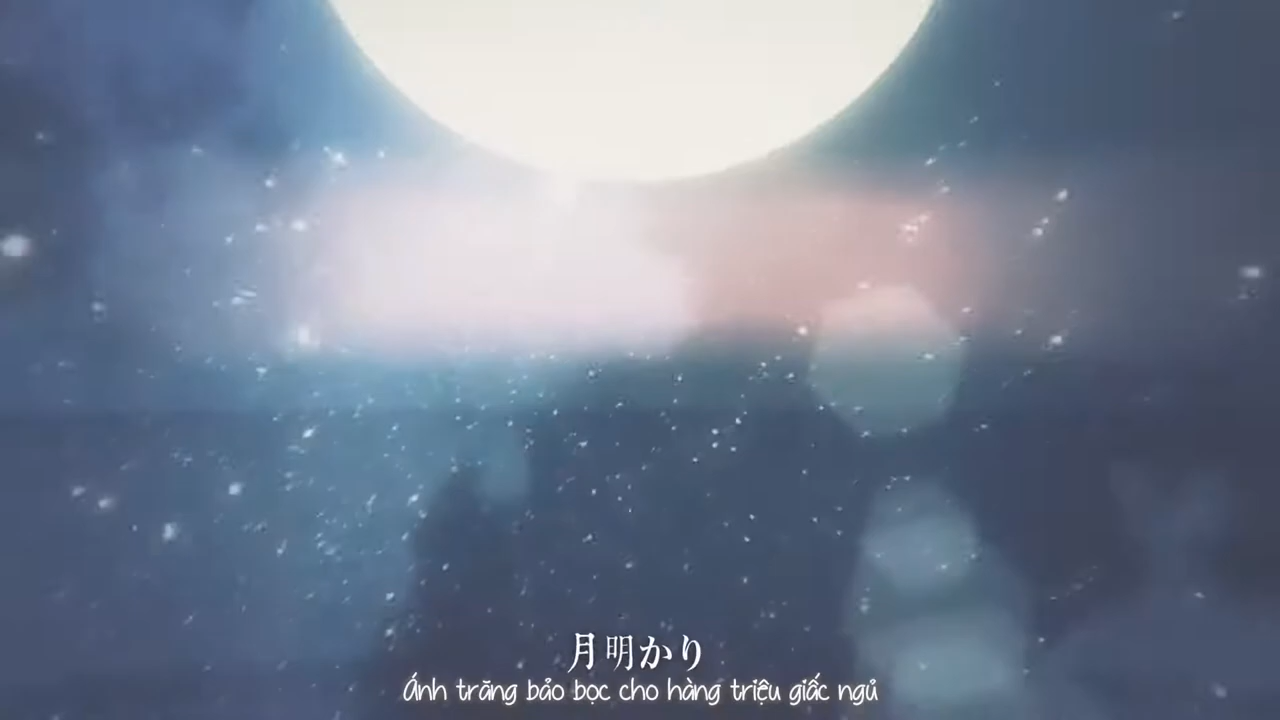 月明かり
Ánh trăng bảo bọc cho hàng triệu giấc ngủ